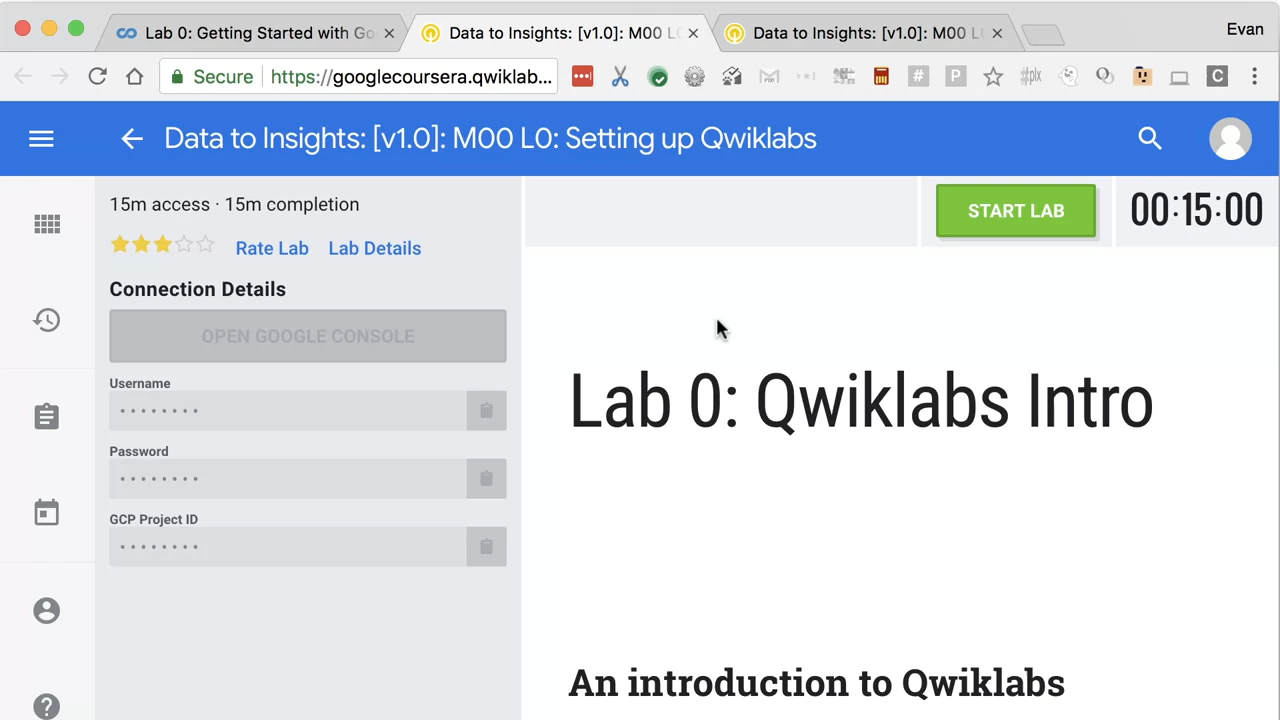 Lab 0: Getting Started with Go
Data to Insights: [v1.0]: M00 L
Data to Insights: [v1.0]: M00 L
Evan
Secure
https://googlecoursera.qwiklab...
#
P
#plx
C
Data to Insights: [v1.0]: M00 L0: Setting up Qwiklabs
15m access · 15m completion
START LAB
00:15:00
Rate Lab
Lab Details
Connection Details
OPEN GOOGLE CONSOLE
Username
Password
GCP Project ID
Lab 0: Qwiklabs Intro
An introduction to Qwiklabs